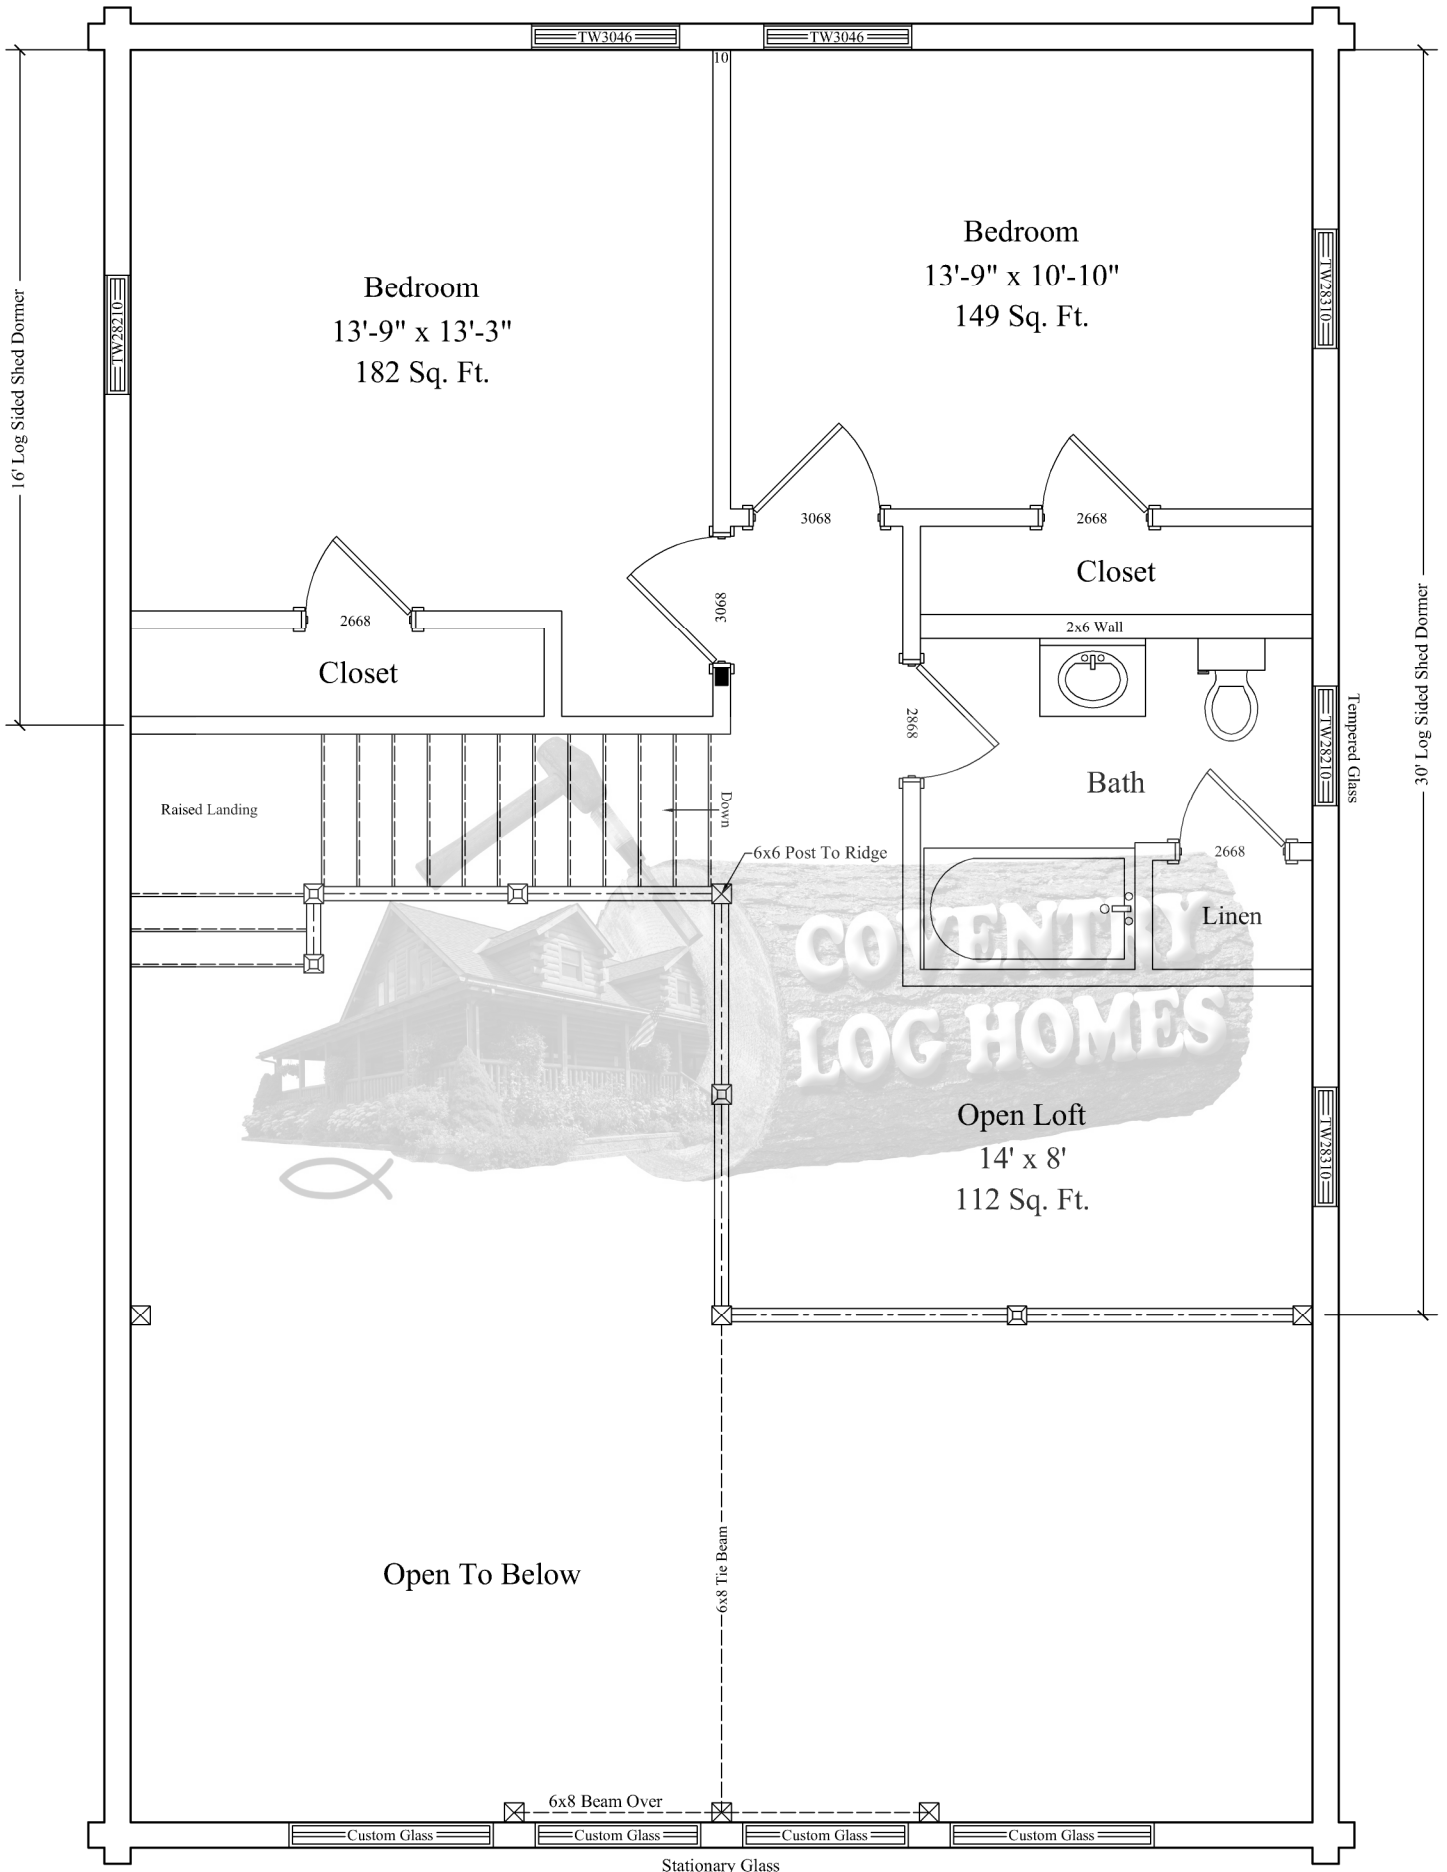 TW3046
TW3046
10
Bedroom
13'-9" x 10'-10"
149 Sq. Ft.
Bedroom
13'-9" x 13'-3"
182 Sq. Ft.
TW28210
TW28310
16' Log Sided Shed Dormer
3068
2668
Closet
3068
2668
Closet
2x6 Wall
30' Log Sided Shed Dormer
2868
Tempered Glass
TW28210
Bath
Raised Landing
Down
6x6 Post To Ridge
2668
Linen
COVENTRY
LOG HOMES
Open Loft
14' x 8'
112 Sq. Ft.
TW28310
Open To Below
6x8 Tie Beam
6x8 Beam Over
Custom Glass
Custom Glass
Custom Glass
Custom Glass
Stationary Glass